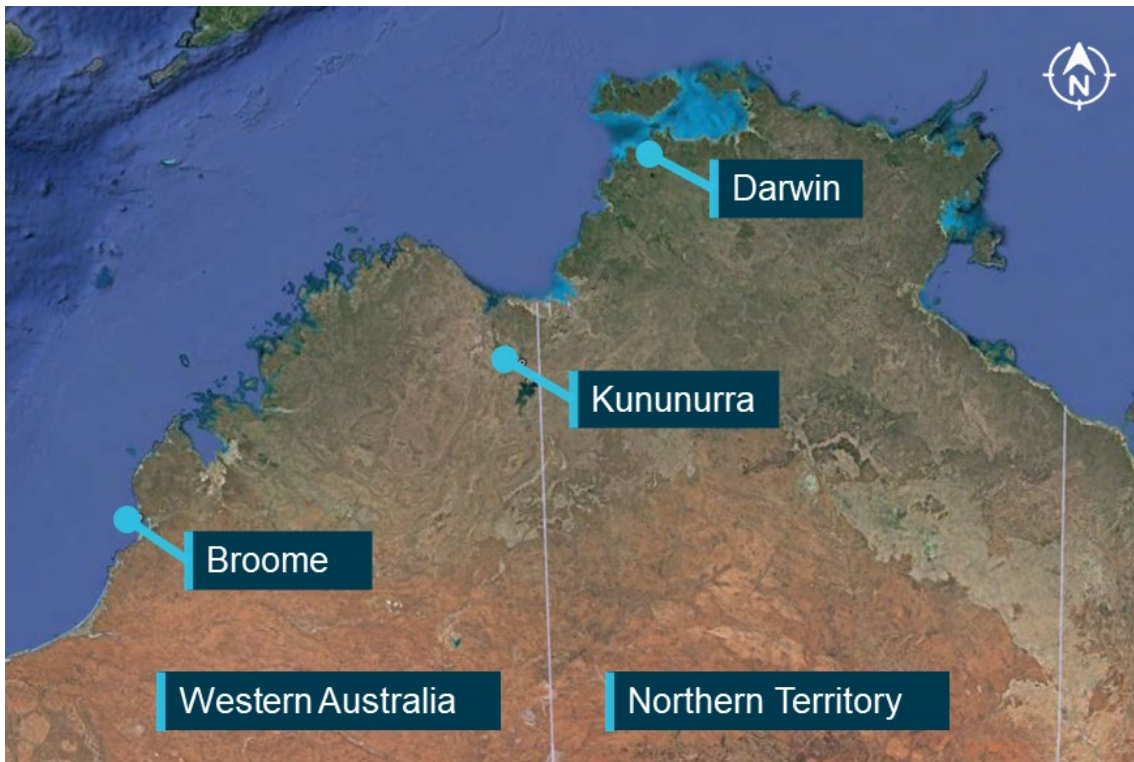 N
Darwin
Kununurra
Broome
Western Australia
Northern Territory